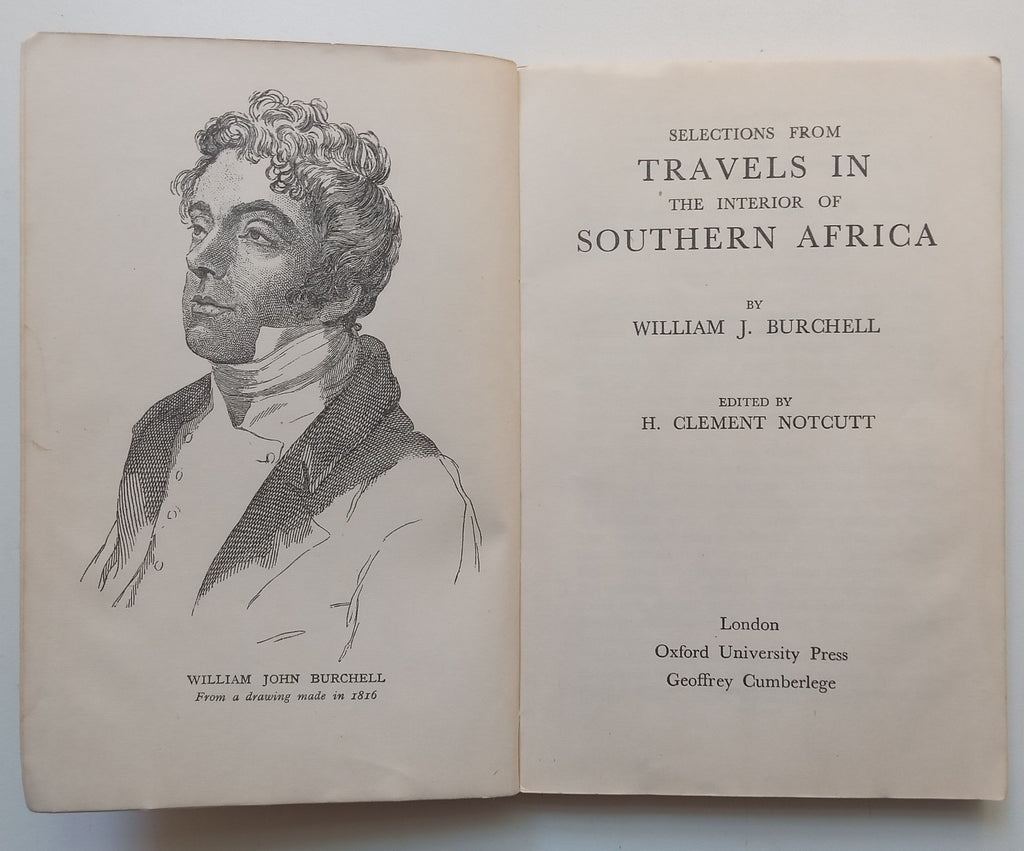 WILLIAM JOHN BURCHELL
From a drawing made in 1816
SELECTIONS FROM
TRAVELS IN
THE INTERIOR OF
SOUTHERN AFRICA
BY
WILLIAM J. BURCHELL
EDITED BY
H. CLEMENT NOTCUTT
London
Oxford University Press
Geoffrey Cumberlege